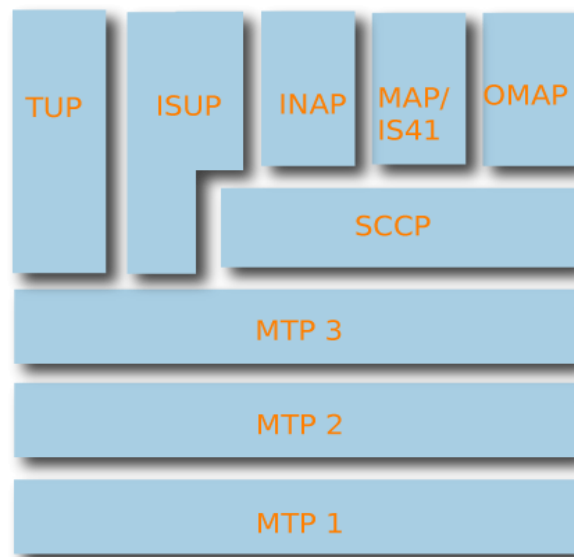 TUP
ISUP
INAP
MAP/
IS41
OMAP
SCCP
MTP 3
MTP 2
MTP 1